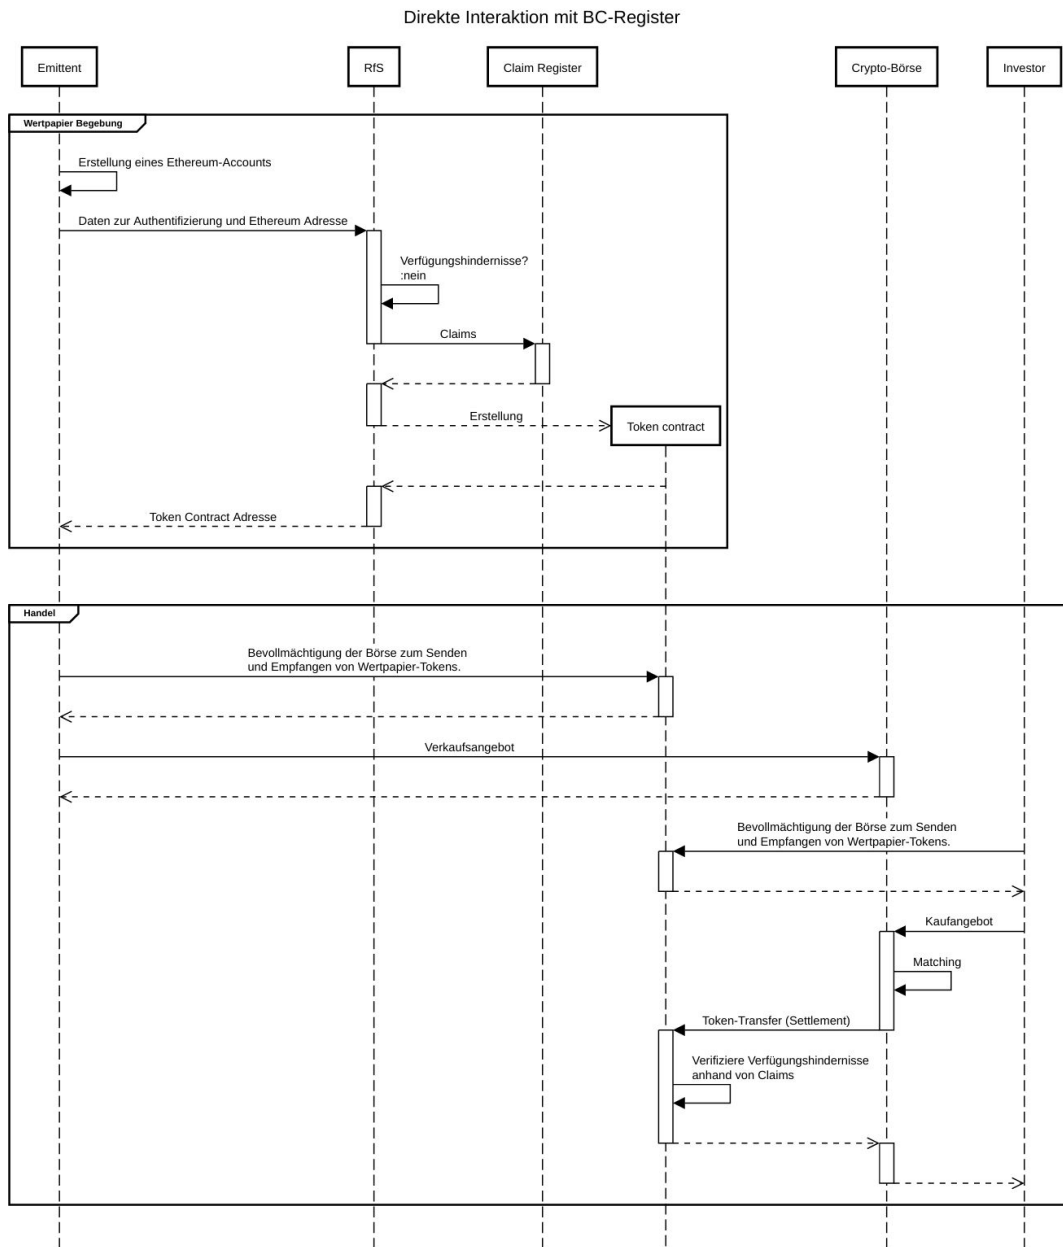 Direkte Interaktion mit BC-Register
Emittent
RfS
Claim Register
Crypto-Börse
Investor
Wertpapier Begebung
Erstellung eines Ethereum-Accounts
Daten zur Authentifizierung und Ethereum Adresse
Verfügungshindernisse?
:nein
Claims
Erstellung
Token contract
Token Contract Adresse
Handel
Bevollmächtigung der Börse zum Senden
und Empfangen von Wertpapier-Tokens.
Verkaufsangebot
Bevollmächtigung der Börse zum Senden
und Empfangen von Wertpapier-Tokens.
Kaufangebot
Matching
Token-Transfer (Settlement)
Verifiziere Verfügungshindernisse
anhand von Claims